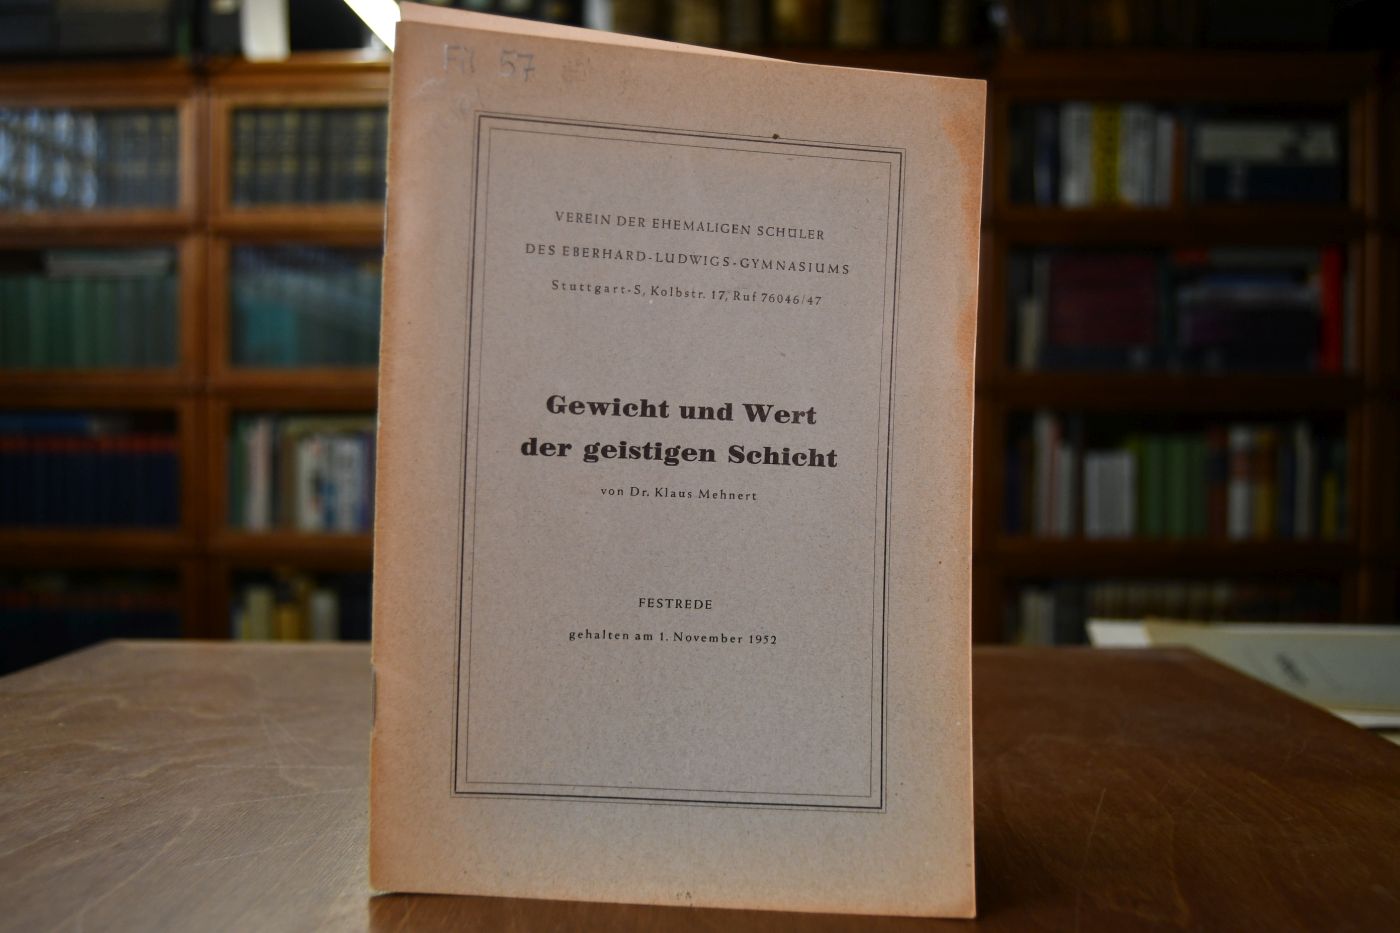 Fil 57
VEREIN DER EHEMALIGEN SCHÜLER
DES EBERHARD-LUDWIGS-GYMNASIUMS
Stuttgart-S, Kolbstr. 17, Ruf 76046/47
Gewicht und Wert
der geistigen Schicht
von Dr. Klaus Mehnert
FESTREDE
gehalten am 1. November 1952